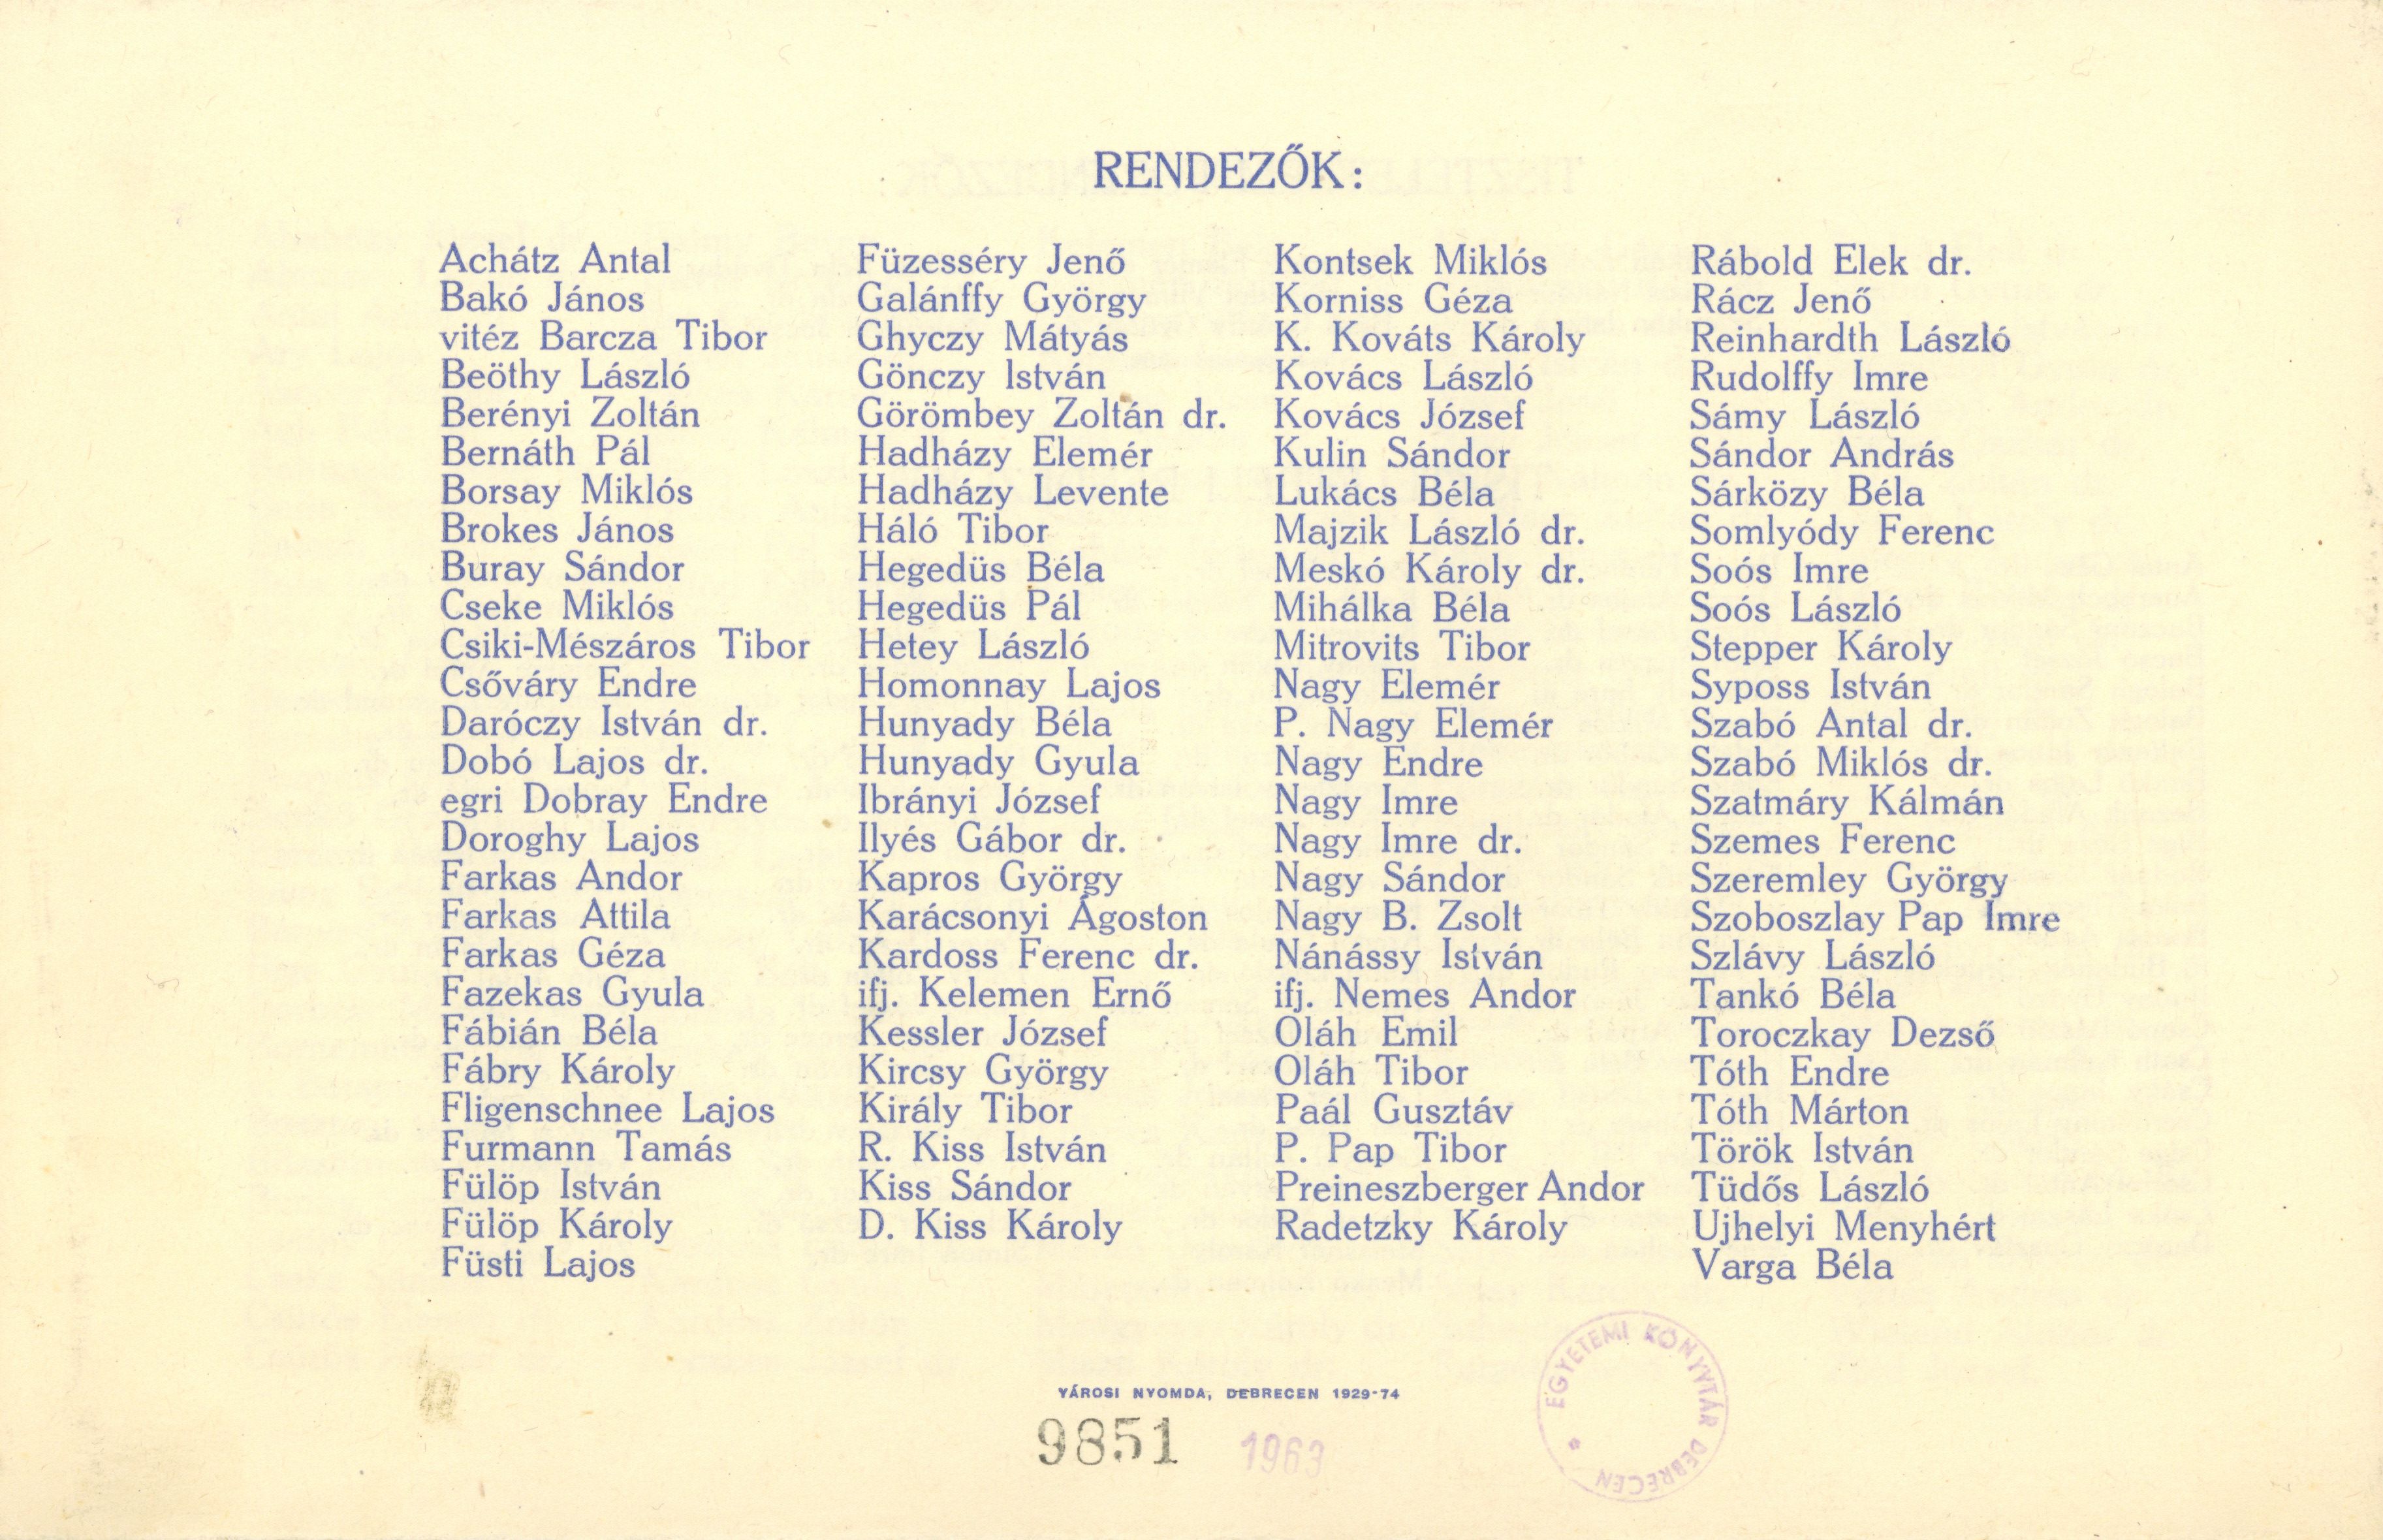 RENDEZŐK:
Achátz Antal
Bakó János
vitéz Barcza Tibor
Beöthy László
Berényi Zoltán
Bernáth Pál
Borsay Miklós
Brokes János
Buray Sándor
Cseke Miklós
Csiki-Mészáros Tibor
Csőváry Endre
Daróczy István dr.
Dobó Lajos dr.
egri Dobray Endre
Doroghy Lajos
Farkas Andor
Farkas Attila
Farkas Géza
Fazekas Gyula
Fábián Béla
Fábry Károly
Fligenschnee Lajos
Furmann Tamás
Fülöp István
Fülöp Károly
Füsti Lajos
Füzesséry Jenő
Galánffy György
Ghyczy Mátyás
Gönczy István
Görömbey Zoltán dr.
Hadházy Elemér
Hadházy Levente
Háló Tibor
Hegedüs Béla
Hegedüs Pál
Hetey László
Homonnay Lajos
Hunyady Béla
Hunyady Gyula
Ibrányi József
Ilyés Gábor dr.
Kapros György
Karácsonyi Ágoston
Kardoss Ferenc dr.
ifj. Kelemen Ernő
Kessler József
Kircsy György
Király Tibor
R. Kiss István
Kiss Sándor
D. Kiss Károly
Kontsek Miklós
Korniss Géza
K. Kováts Károly
Kovács László
Kovács József
Kulin Sándor
Lukács Béla
Majzik László dr.
Meskó Károly dr.
Mihálka Béla
Mitrovits Tibor
Nagy Elemér
P. Nagy Elemér
Nagy Endre
Nagy Imre
Nagy Imre dr.
Nagy Sándor
Nagy B. Zsolt
Nánássy István
ifj. Nemes Andor
Oláh Emil
Oláh Tibor
Paál Gusztáv
P. Pap Tibor
Preineszberger Andor
Radetzky Károly
Rábold Elek dr.
Rácz Jenő
Reinhardth László
Rudolffy Imre
Sámy László
Sándor András
Sárközy Béla
Somlyódy Ferenc
Soós Imre
Soós László
Stepper Károly
Syposs István
Szabó Antal dr.
Szabó Miklós dr.
Szatmáry Kálmán
Szemes Ferenc
Szeremley György
Szoboszlay Pap Imre
Szlávy László
Tankó Béla
Toroczkay Dezső
Tóth Endre
Tóth Márton
Török István
Tüdős László
Ujhelyi Menyhért
Varga Béla
VÁROSI NYOMDA, DEBRECEN 1929-74
9851 1963
EGYETEMI KÖNYVTÁR DEBRECEN